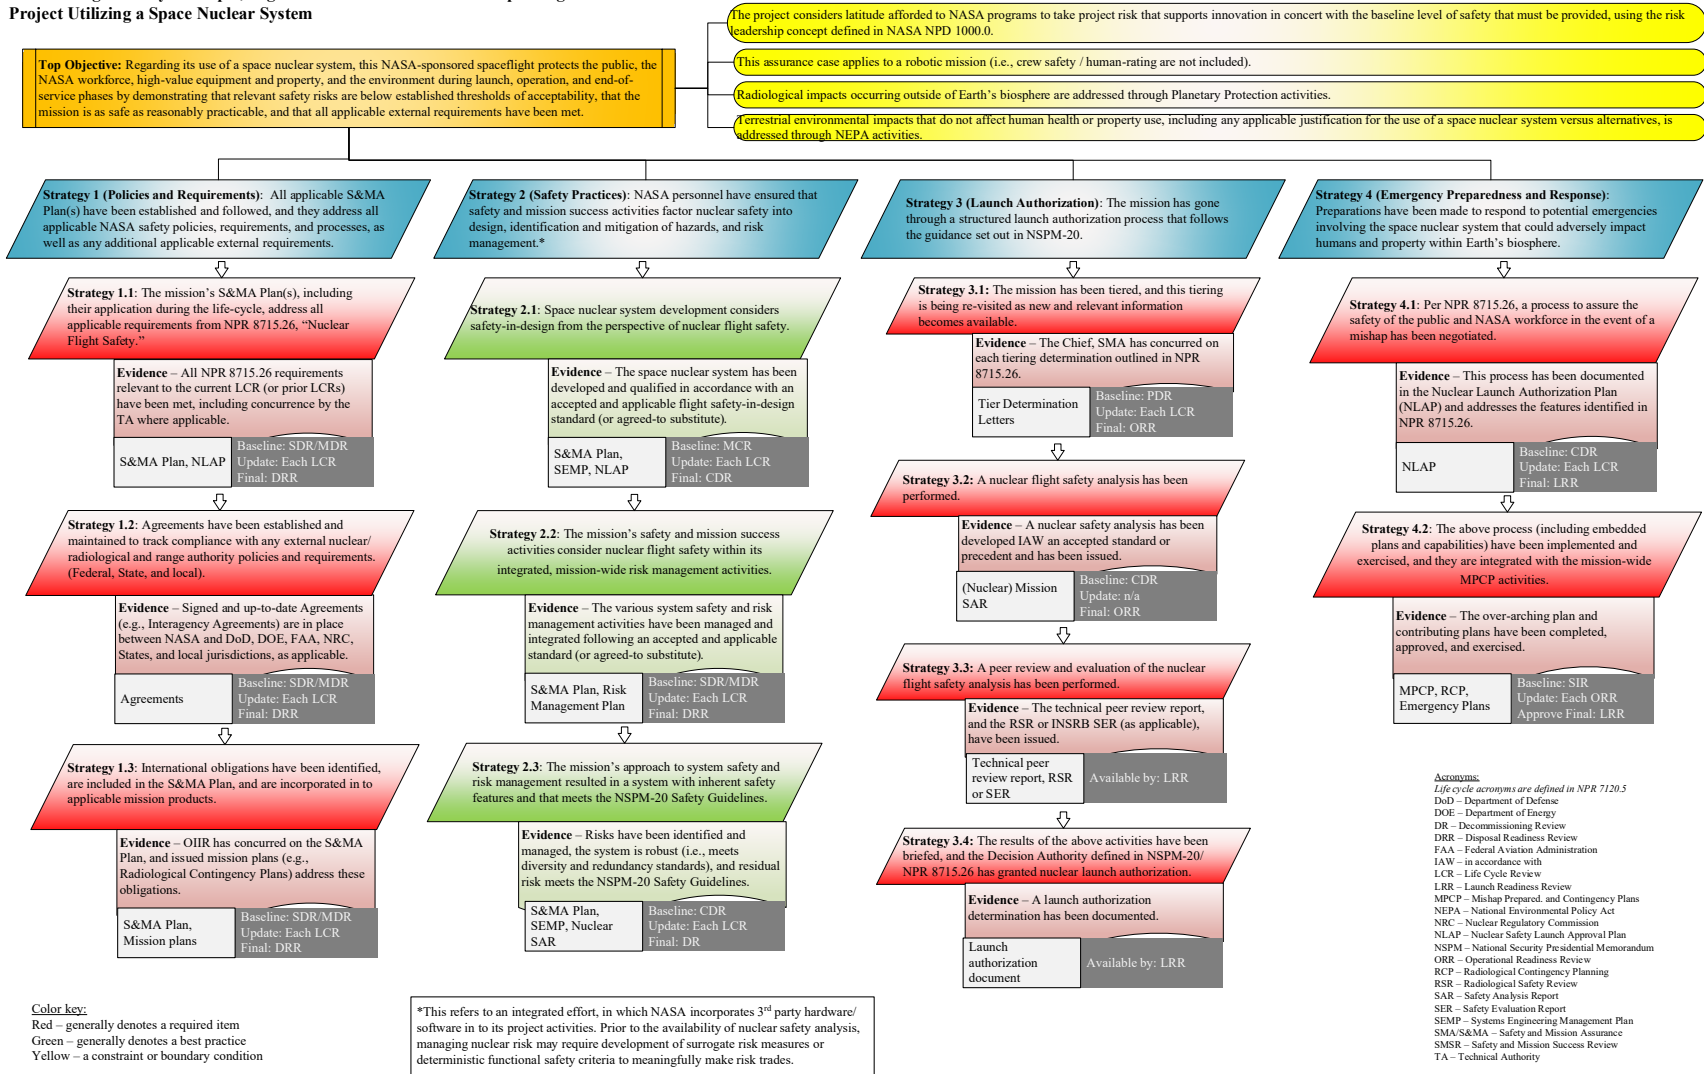 Project Utilizing a Space Nuclear System
Top Objective: Regarding its use of a space nuclear system, this NASA-sponsored spaceflight protects the public, the
NASA workforce, high-value equipment and property, and the environment during launch, operation, and end-of-
service phases by demonstrating that relevant safety risks are below established thresholds of acceptability, that the
mission is as safe as reasonably practicable, and that all applicable external requirements have been met.
The project considers latitude afforded to NASA programs to take project risk that supports innovation in concert with the baseline level of safety that must be provided, using the risk
leadership concept defined in NASA NPD 1000.0.
This assurance case applies to a robotic mission (i.e., crew safety / human-rating are not included).
Radiological impacts occurring outside of Earth's biosphere are addressed through Planetary Protection activities.
Terrestrial environmental impacts that do not affect human health or property use, including any applicable justification for the use of a space nuclear system versus alternatives, is
addressed through NEPA activities.
Strategy 1 (Policies and Requirements): All applicable S&MA
Plan(s) have been established and followed, and they address all
applicable NASA safety policies, requirements, and processes, as
well as any additional applicable external requirements.
Strategy 1.1: The mission's S&MA Plan(s), including
their application during the life-cycle, address all
applicable requirements from NPR 8715.26, "Nuclear
Flight Safety."
Evidence – All NPR 8715.26 requirements
relevant to the current LCR (or prior LCRs)
have been met, including concurrence by the
TA where applicable.
S&MA Plan, NLAP
Baseline: SDR/MDR
Update: Each LCR
Final: DRR
Strategy 1.2: Agreements have been established and
maintained to track compliance with any external nuclear/
radiological and range authority policies and requirements.
(Federal, State, and local).
Evidence – Signed and up-to-date Agreements
(e.g., Interagency Agreements) are in place
between NASA and DoD, DOE, FAA, NRC,
States, and local jurisdictions, as applicable.
Agreements
Baseline: SDR/MDR
Update: Each LCR
Final: DRR
Strategy 1.3: International obligations have been identified,
are included in the S&MA Plan, and are incorporated in to
applicable mission products.
Evidence – OIIR has concurred on the S&MA
Plan, and issued mission plans (e.g.,
Radiological Contingency Plans) address these
obligations.
S&MA Plan,
Mission plans
Baseline: SDR/MDR
Update: Each LCR
Final: DRR
Strategy 2 (Safety Practices): NASA personnel have ensured that
safety and mission success activities factor nuclear safety into
design, identification and mitigation of hazards, and risk
management.*
Strategy 2.1: Space nuclear system development considers
safety-in-design from the perspective of nuclear flight safety.
Evidence – The space nuclear system has been
developed and qualified in accordance with an
accepted and applicable flight safety-in-design
standard (or agreed-to substitute).
S&MA Plan,
SEMP, NLAP
Baseline: MCR
Update: Each LCR
Final: CDR
Strategy 2.2: The mission's safety and mission success
activities consider nuclear flight safety within its
integrated, mission-wide risk management activities.
Evidence – The various system safety and risk
management activities have been managed and
integrated following an accepted and applicable
standard (or agreed-to substitute).
S&MA Plan, Risk
Management Plan
Baseline: SDR/MDR
Update: Each LCR
Final: DRR
Strategy 2.3: The mission's approach to system safety and
risk management resulted in a system with inherent safety
features and that meets the NSPM-20 Safety Guidelines.
Evidence – Risks have been identified and
managed, the system is robust (i.e., meets
diversity and redundancy standards), and residual
risk meets the NSPM-20 Safety Guidelines.
S&MA Plan,
SEMP, Nuclear
SAR
Baseline: CDR
Update: Each LCR
Final: DR
Strategy 3 (Launch Authorization): The mission has gone
through a structured launch authorization process that follows
the guidance set out in NSPM-20.
Strategy 3.1: The mission has been tiered, and this tiering
is being re-visited as new and relevant information
becomes available.
Evidence – The Chief, SMA has concurred on
each tiering determination outlined in NPR
8715.26.
Tier Determination
Letters
Baseline: PDR
Update: Each LCR
Final: ORR
Strategy 3.2: A nuclear flight safety analysis has been
performed.
Evidence – A nuclear safety analysis has been
developed IAW an accepted standard or
precedent and has been issued.
(Nuclear) Mission
SAR
Baseline: CDR
Update: n/a
Final: ORR
Strategy 3.3: A peer review and evaluation of the nuclear
flight safety analysis has been performed.
Evidence – The technical peer review report,
and the RSR or INSRB SER (as applicable),
have been issued.
Technical peer
review report, RSR
or SER
Available by: LRR
Strategy 3.4: The results of the above activities have been
briefed, and the Decision Authority defined in NSPM-20/
NPR 8715.26 has granted nuclear launch authorization.
Evidence – A launch authorization
determination has been documented.
Launch
authorization
document
Available by: LRR
Strategy 4 (Emergency Preparedness and Response):
Preparations have been made to respond to potential emergencies
involving the space nuclear system that could adversely impact
humans and property within Earth's biosphere.
Strategy 4.1: Per NPR 8715.26, a process to assure the
safety of the public and NASA workforce in the event of a
mishap has been negotiated.
Evidence – This process has been documented
in the Nuclear Launch Authorization Plan
(NLAP) and addresses the features identified in
NPR 8715.26.
NLAP
Baseline: CDR
Update: Each LCR
Final: LRR
Strategy 4.2: The above process (including embedded
plans and capabilities) have been implemented and
exercised, and they are integrated with the mission-wide
MPCP activities.
Evidence – The over-arching plan and
contributing plans have been completed,
approved, and exercised.
MPCP, RCP,
Emergency Plans
Baseline: SIR
Update: Each ORR
Approve Final: LRR
Acronyms:
Life cycle acronyms are defined in NPR 7120.5
DoD – Department of Defense
DOE – Department of Energy
DR – Decommissioning Review
DRR – Disposal Readiness Review
FAA – Federal Aviation Administration
IAW – in accordance with
LCR – Life Cycle Review
LRR – Launch Readiness Review
MPCP – Mishap Prepared. and Contingency Plans
NEPA – National Environmental Policy Act
NRC – Nuclear Regulatory Commission
NLAP – Nuclear Safety Launch Approval Plan
NSPM – National Security Presidential Memorandum
ORR – Operational Readiness Review
RCP – Radiological Contingency Planning
RSR – Radiological Safety Review
SAR – Safety Analysis Report
SER – Safety Evaluation Report
SEMP – Systems Engineering Management Plan
SMA/S&MA – Safety and Mission Assurance
SMSR – Safety and Mission Success Review
TA – Technical Authority
Color key:
Red – generally denotes a required item
Green – generally denotes a best practice
Yellow – a constraint or boundary condition
*This refers to an integrated effort, in which NASA incorporates 3rd party hardware/
software in to its project activities. Prior to the availability of nuclear safety analysis,
managing nuclear risk may require development of surrogate risk measures or
deterministic functional safety criteria to meaningfully make risk trades.